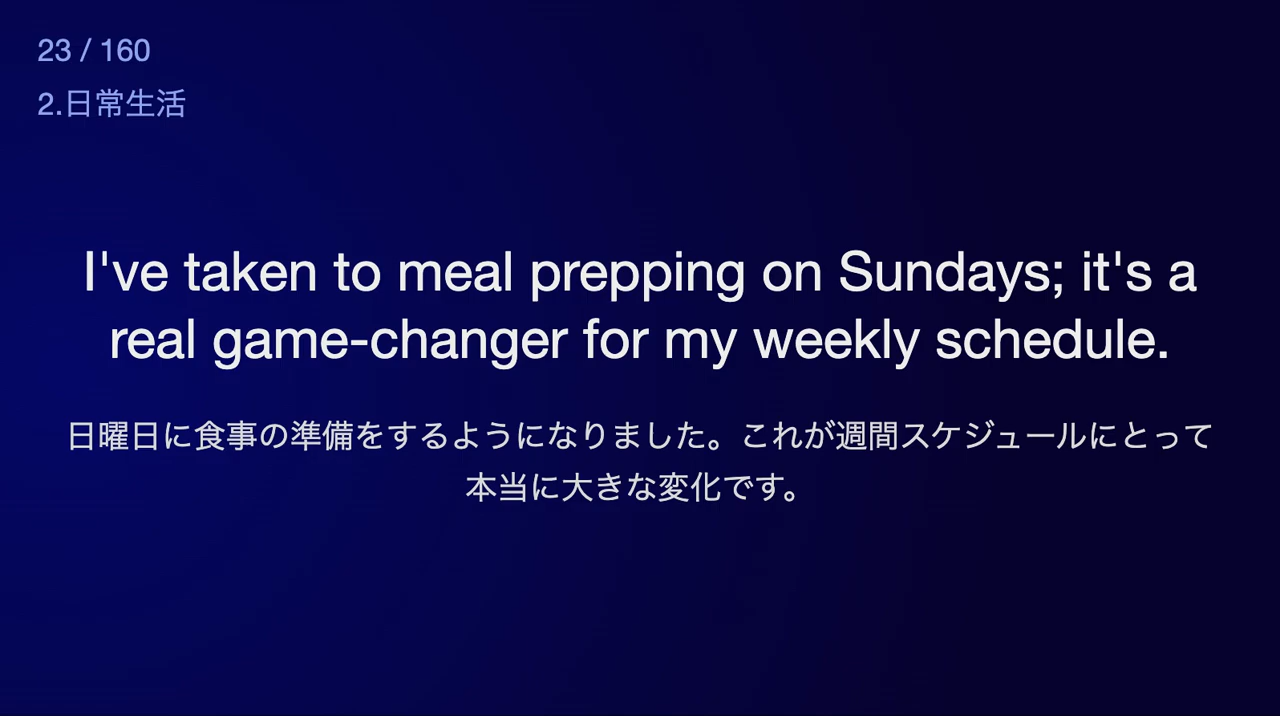 23 / 160
2.日常生活
I've taken to meal prepping on Sundays; it's a
real game-changer for my weekly schedule.
日曜日に食事の準備をするようになりました。これが週間スケジュールにとって
本当に大きな変化です。